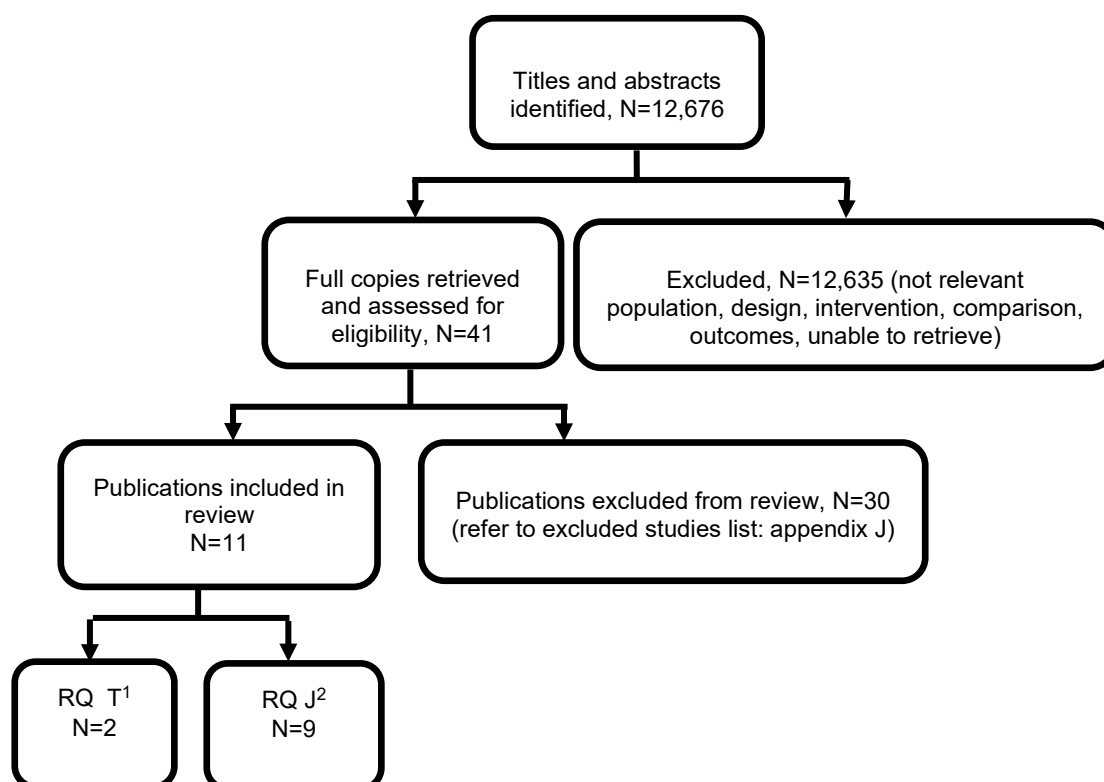 Titles and abstracts
identified, N=12,676
Full copies retrieved
and assessed for
eligibility, N=41
Excluded, N=12,635 (not relevant
population, design, intervention, comparison,
outcomes, unable to retrieve)
Publications included in
review
N=11
Publications excluded from review, N=30
(refer to excluded studies list: appendix J)
RQ T¹
N=2
RQ J²
N=9